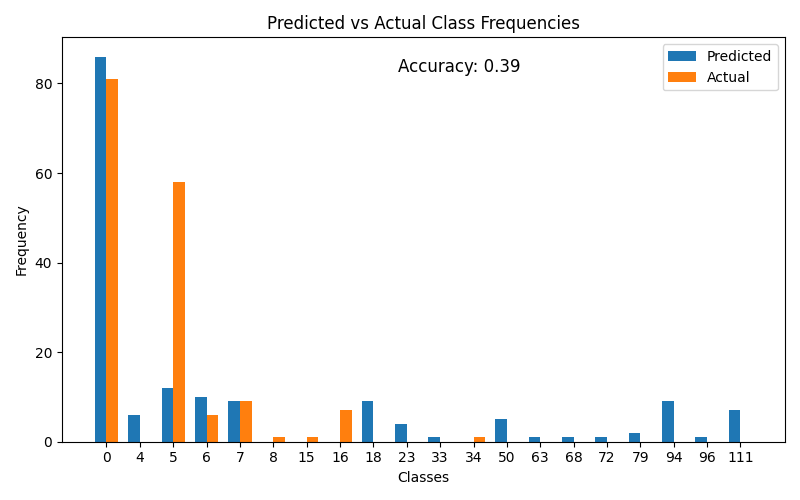 Predicted vs Actual Class Frequencies
Accuracy: 0.39
Predicted
Actual
Frequency
80
60
40
20
0
0 4 5 6 7 8 15 16 18 23 33 34 50 63 68 72 79 94 96 111
Classes